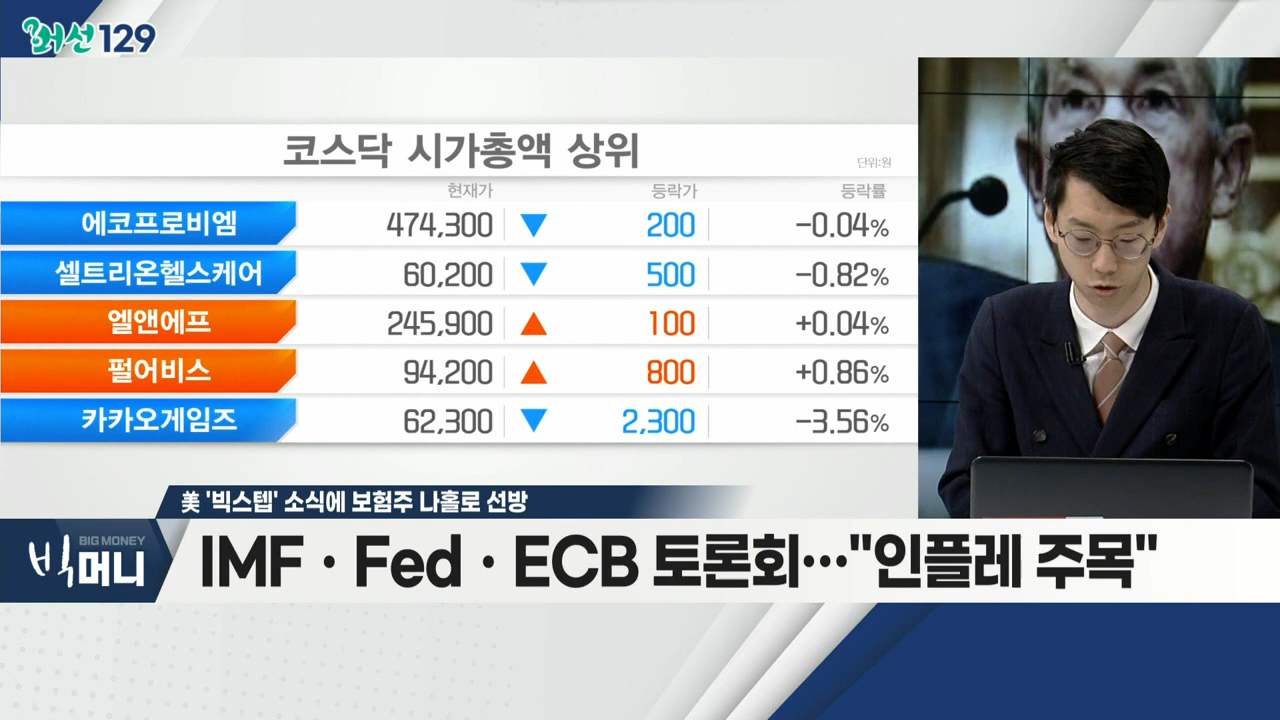 머선129
코스닥 시가총액 상위
단위:원
현재가 등락가 등락률
에코프로비엠 474,300 ▼ 200 -0.04%
셀트리온헬스케어 60,200 ▼ 500 -0.82%
엘앤에프 245,900 ▲ 100 +0.04%
펄어비스 94,200 ▲ 800 +0.86%
카카오게임즈 62,300 ▼ 2,300 -3.56%
美 '빅스텝' 소식에 보험주 나홀로 선방
BIG MONEY
빅머니
IMF·Fed·ECB 토론회…"인플레 주목"